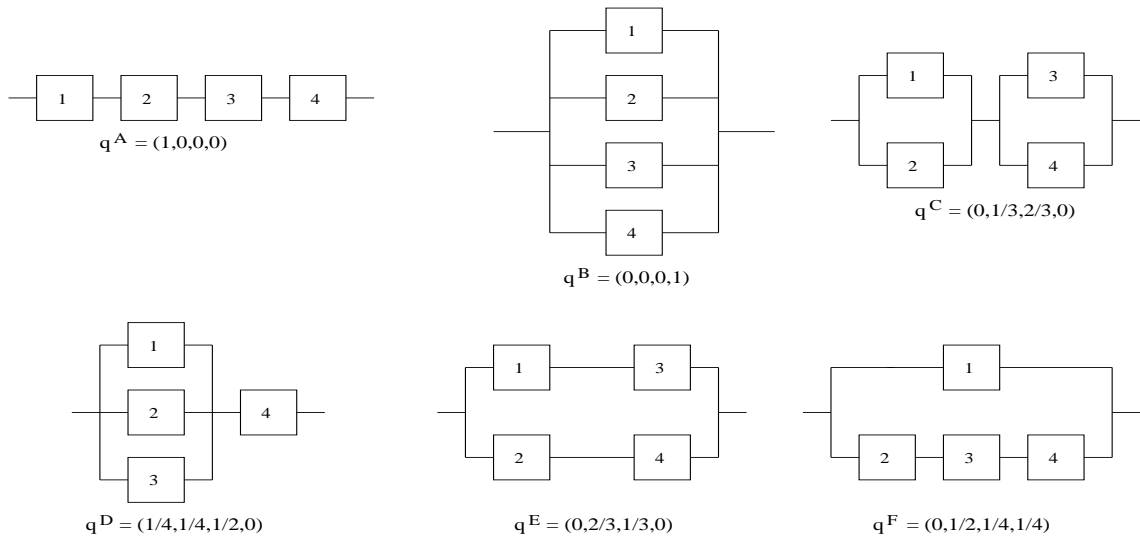 1 2 3 4
q^A = (1,0,0,0)
1
2
3
4
q^B = (0,0,0,1)
1 3
2 4
q^C = (0,1/3,2/3,0)
1
2 4
3
q^D = (1/4,1/4,1/2,0)
1 3
2 4
q^E = (0,2/3,1/3,0)
1
2 3 4
q^F = (0,1/2,1/4,1/4)